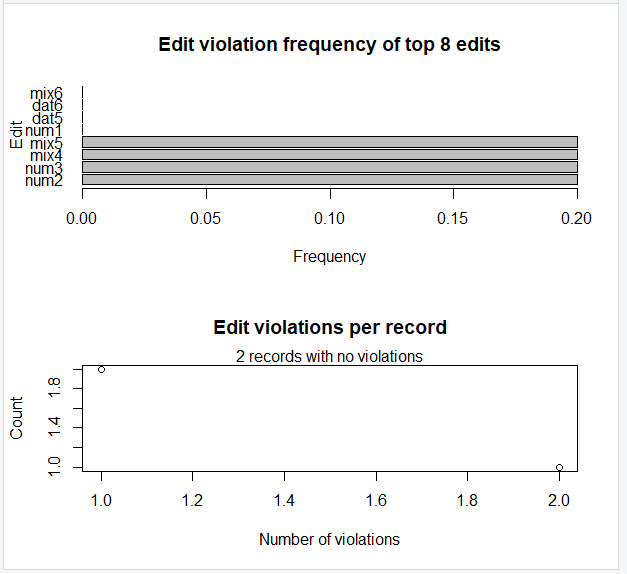 Edit violation frequency of top 8 edits
Edit
mix6
dat6
dat5
num1
mix5
mix4
num3
num2
0.00 0.05 0.10 0.15 0.20
Frequency
Edit violations per record
2 records with no violations
Count
1.8
1.4
1.0
1.0 1.2 1.4 1.6 1.8 2.0
Number of violations